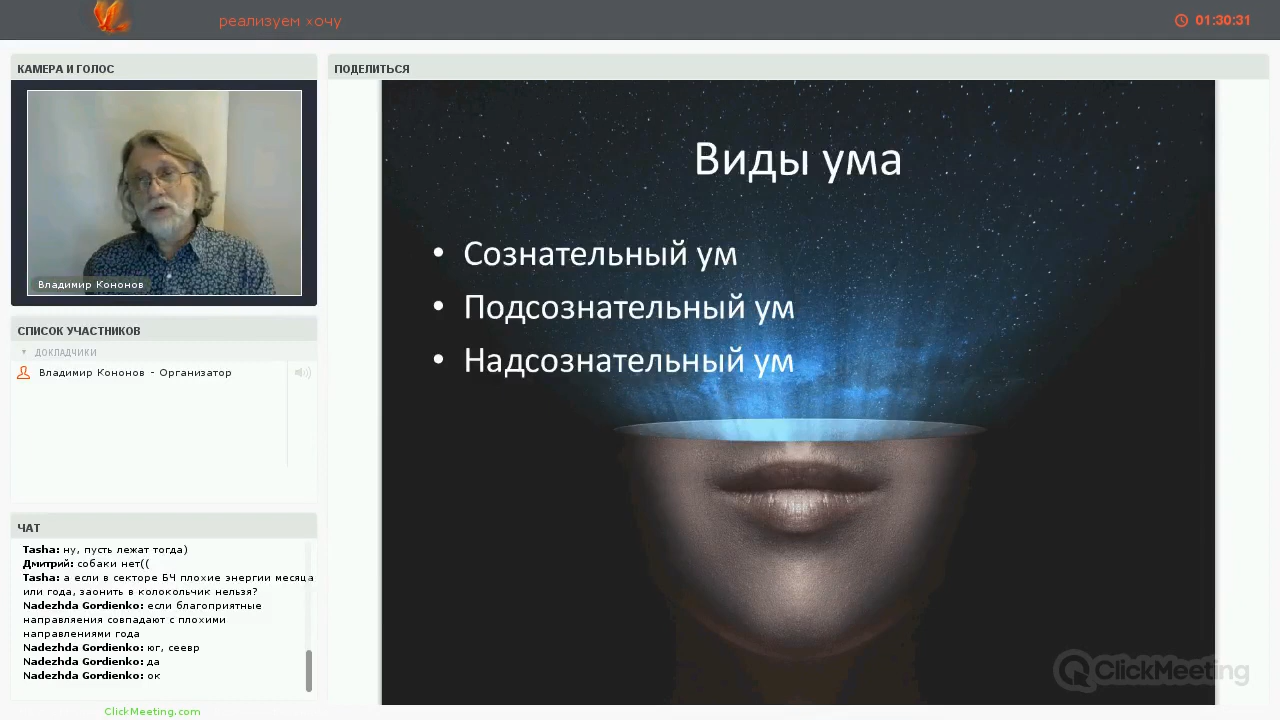 реализуем хочу
01:30:31
КАМЕРА И ГОЛОС
Владимир Кононов
СПИСОК УЧАСТНИКОВ
ДОКЛАДЧИКИ
Владимир Кононов - Организатор
ЧАТ
Tasha: ну, пусть лежат тогда)
Дмитрий: собаки нет((
Tasha: а если в секторе БЧ плохие энергии месяца
или года, заонить в колокольчик нельзя?
Nadezhda Gordienko: если благоприятные
направляения совпадают с плохими
направлениями года
Nadezhda Gordienko: юг, сеевр
Nadezhda Gordienko: да
Nadezhda Gordienko: ок
ClickMeeting.com
ПОДЕЛИТЬСЯ
Виды ума
• Сознательный ум
• Подсознательный ум
• Надсознательный ум
ClickMeeting